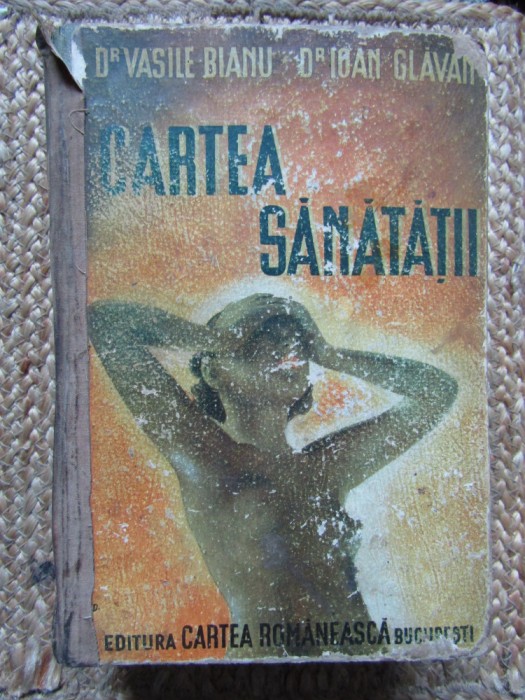 Dʳ VASILE BIANU Dʳ IOAN GLĂVAN
CARTEA
SĂNĂTĂȚII
EDITURA CARTEA ROMÂNEASCĂ BUCUREȘTI